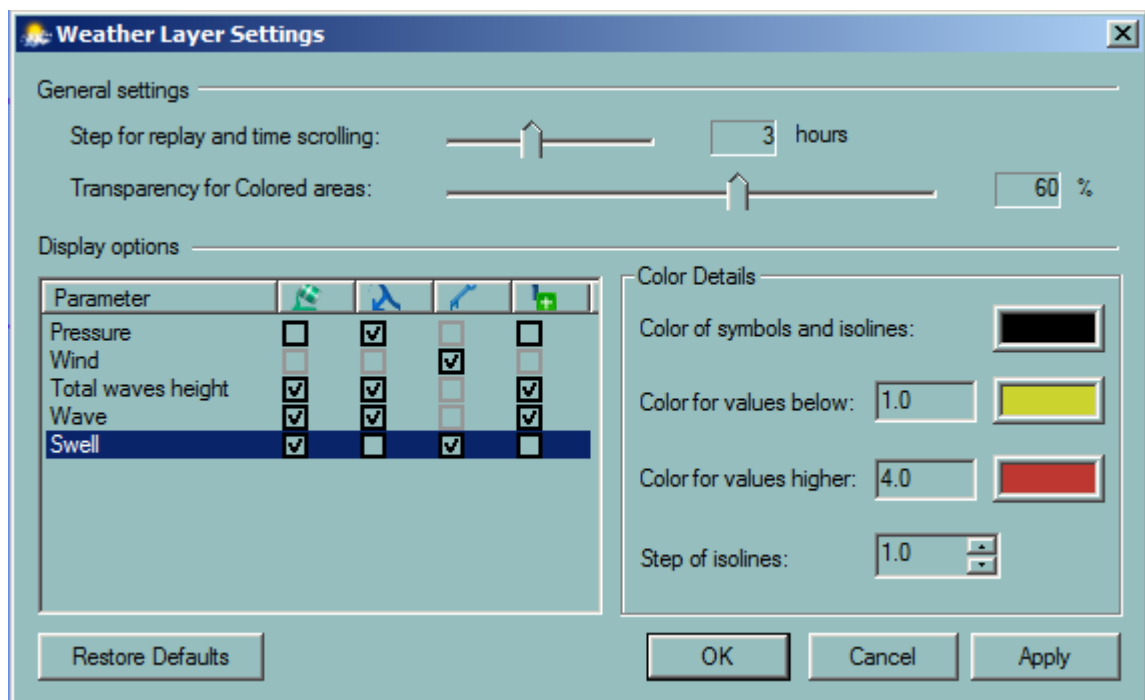 Weather Layer Settings
General settings
Step for replay and time scrolling: 3 hours
Transparency for Colored areas: 60 %
Display options
Parameter
Pressure
Wind
Total waves height
Wave
Swell
Color Details
Color of symbols and isolines:
Color for values below: 1.0
Color for values higher: 4.0
Step of isolines: 1.0
Restore Defaults OK Cancel Apply